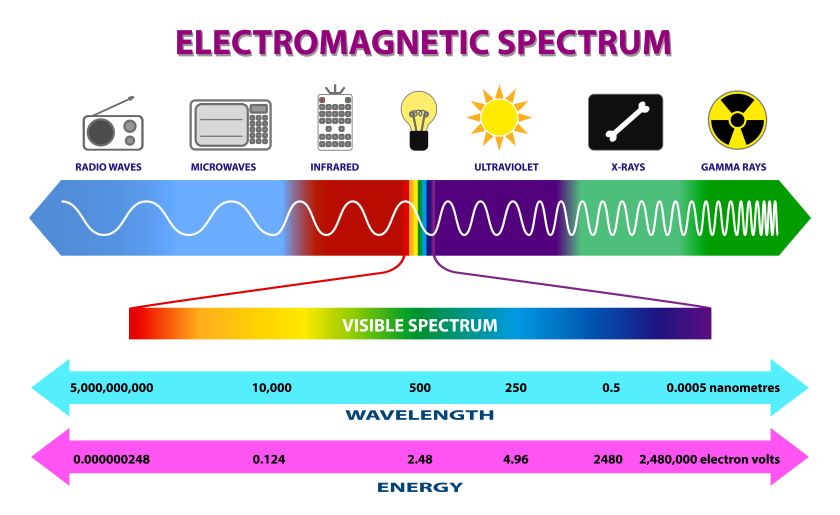 ELECTROMAGNETIC SPECTRUM
RADIO WAVES MICROWAVES INFRARED ULTRAVIOLET X-RAYS GAMMA RAYS
VISIBLE SPECTRUM
5,000,000,000 10,000 500 250 0.5 0.0005 nanometres
WAVELENGTH
0.000000248 0.124 2.48 4.96 2480 2,480,000 electron volts
ENERGY